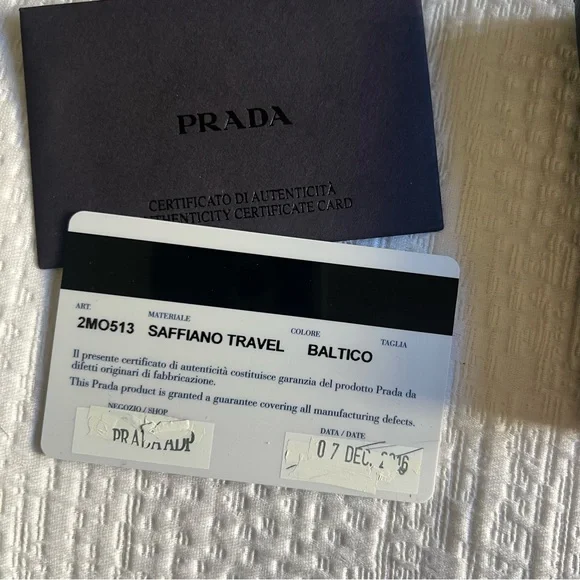 PRADA
CERTIFICATO DI AUTENTICITÀ
AUTHENTICITY CERTIFICATE CARD
ART. MATERIALE COLORE TAGLIA
2MO513 SAFFIANO TRAVEL BALTICO
Il presente certificato di autenticità costituisce garanzia del prodotto Prada da
difetti originari di fabbricazione.
This Prada product is granted a guarantee covering all manufacturing defects.
NEGOZIO / SHOP DATA / DATE
PRADA 07 DEC.